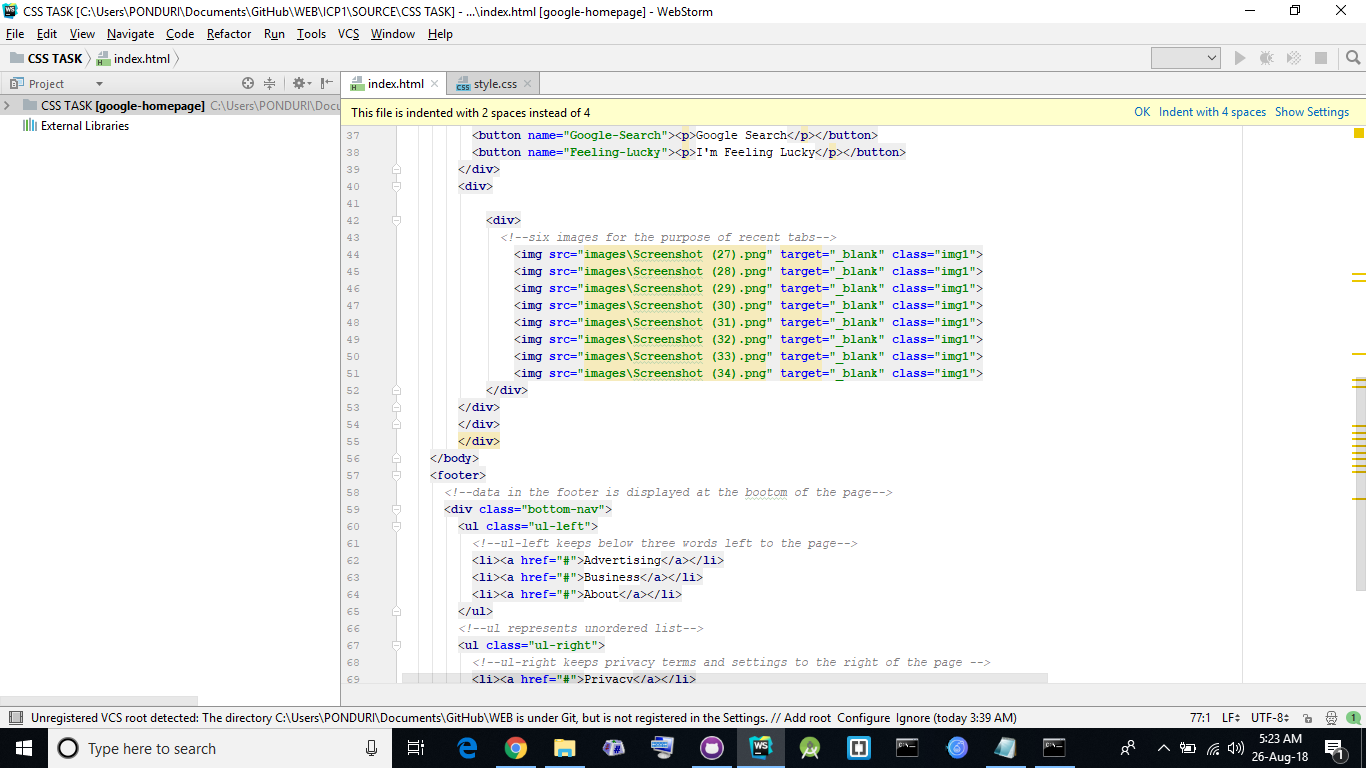 CSS TASK [C:\Users\PONDURI\Documents\GitHub\WEB\ICP1\SOURCE\CSS TASK] - ...\index.html [google-homepage] - WebStorm
File Edit View Navigate Code Refactor Run Tools VCS Window Help
CSS TASK index.html
Project
index.html style.css
CSS TASK [google-homepage] C:\Users\PONDURI\Docu
External Libraries
This file is indented with 2 spaces instead of 4 OK Indent with 4 spaces Show Settings
37 <button name="Google-Search"><p>Google Search</p></button>
38 <button name="Feeling-Lucky"><p>I'm Feeling Lucky</p></button>
39 </div>
40 <div>
41
42 <div>
43 <!--six images for the purpose of recent tabs-->
44 <img src="images\Screenshot (27).png" target="_blank" class="img1">
45 <img src="images\Screenshot (28).png" target="_blank" class="img1">
46 <img src="images\Screenshot (29).png" target="_blank" class="img1">
47 <img src="images\Screenshot (30).png" target="_blank" class="img1">
48 <img src="images\Screenshot (31).png" target="_blank" class="img1">
49 <img src="images\Screenshot (32).png" target="_blank" class="img1">
50 <img src="images\Screenshot (33).png" target="_blank" class="img1">
51 <img src="images\Screenshot (34).png" target="_blank" class="img1">
52 </div>
53 </div>
54 </div>
55 </div>
56 </body>
57 <footer>
58 <!--data in the footer is displayed at the bootom of the page-->
59 <div class="bottom-nav">
60 <ul class="ul-left">
61 <!--ul-left keeps below three words left to the page-->
62 <li><a href="#">Advertising</a></li>
63 <li><a href="#">Business</a></li>
64 <li><a href="#">About</a></li>
65 </ul>
66 <!--ul represents unordered list-->
67 <ul class="ul-right">
68 <!--ul-right keeps privacy terms and settings to the right of the page -->
69 <li><a href="#">Privacy</a></li>
Unregistered VCS root detected: The directory C:\Users\PONDURI\Documents\GitHub\WEB is under Git, but is not registered in the Settings. // Add root Configure Ignore (today 3:39 AM) 77:1 LF UTF-8 1
Type here to search
5:23 AM
26-Aug-18
1